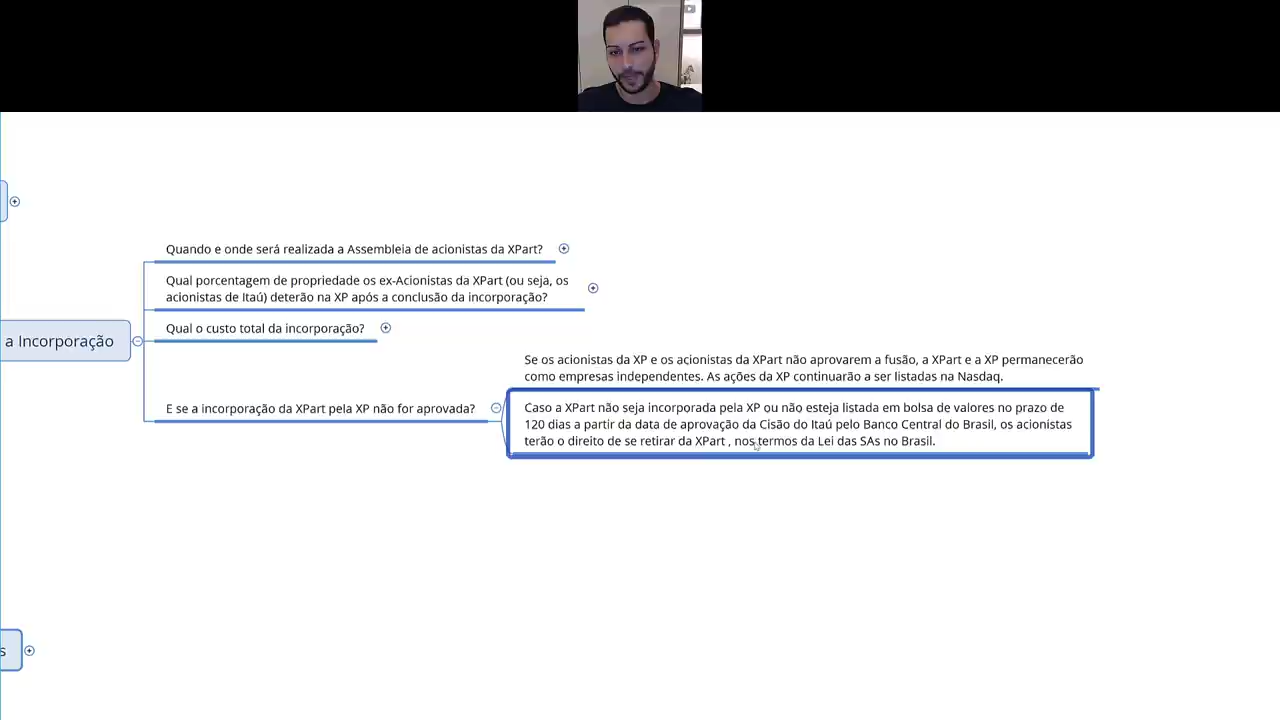 Quando e onde será realizada a Assembleia de acionistas da XPart?
Qual porcentagem de propriedade os ex-Acionistas da XPart (ou seja, os
acionistas de Itaú) deterão na XP após a conclusão da incorporação?
a Incorporação
Qual o custo total da incorporação?
E se a incorporação da XPart pela XP não for aprovada?
Se os acionistas da XP e os acionistas da XPart não aprovarem a fusão, a XPart e a XP permanecerão
como empresas independentes. As ações da XP continuarão a ser listadas na Nasdaq.
Caso a XPart não seja incorporada pela XP ou não esteja listada em bolsa de valores no prazo de
120 dias a partir da data de aprovação da Cisão do Itaú pelo Banco Central do Brasil, os acionistas
terão o direito de se retirar da XPart , nos termos da Lei das SAs no Brasil.
s